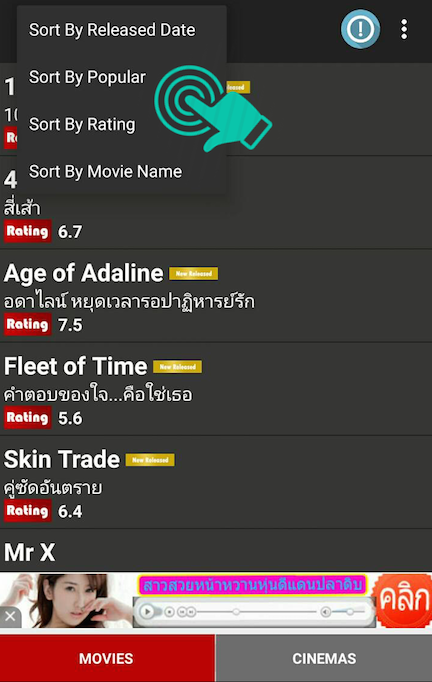 Sort By Released Date
Sort By Popular
Sort By Rating
Sort By Movie Name
1
10
4
สี่เส้า
Rating 6.7
Age of Adaline New Released
อดาไลน์ หยุดเวลารอปาฏิหารย์รัก
Rating 7.5
Fleet of Time New Released
คำตอบของใจ...คือใช่เธอ
Rating 5.6
Skin Trade New Released
คู่ซัดอันตราย
Rating 6.4
Mr X
สาวสวยหน้าหวานหุ่นดีแดนปลาดิบ
คลิก
MOVIES
CINEMAS